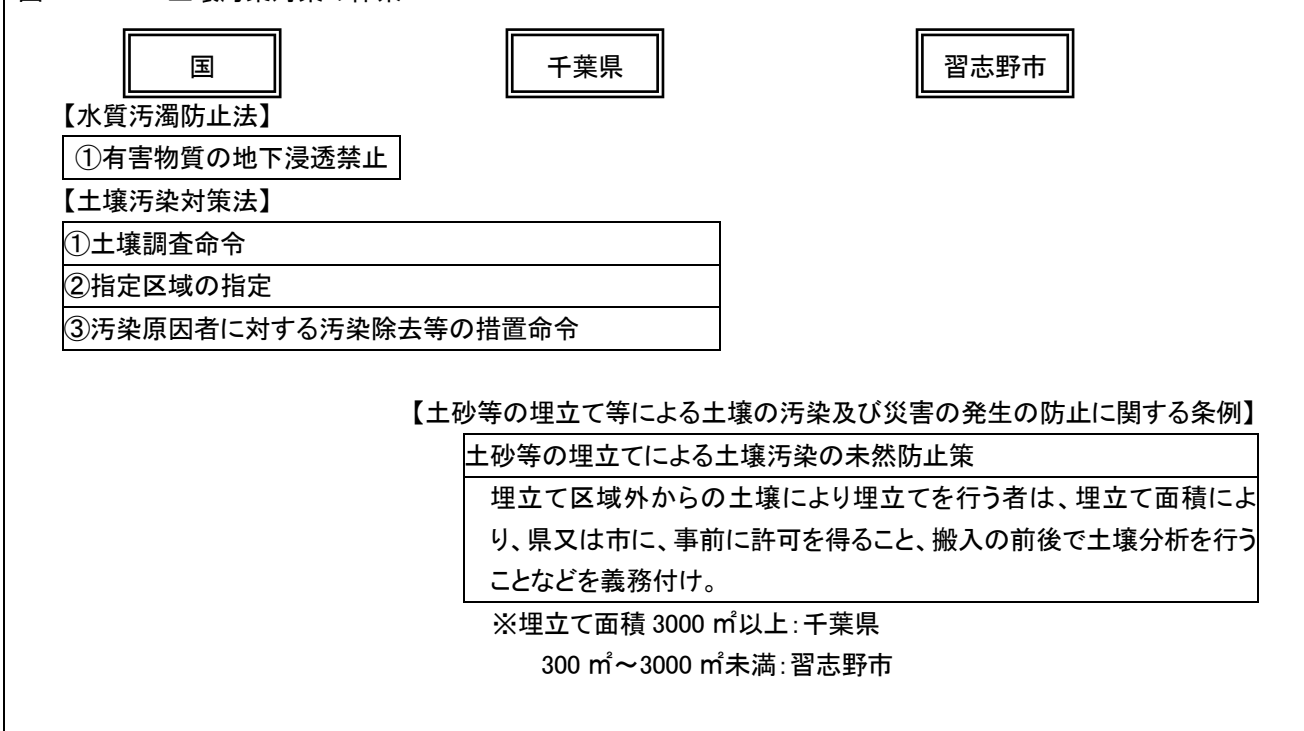 国
千葉県
習志野市
【水質汚濁防止法】
①有害物質の地下浸透禁止
【土壌汚染対策法】
①土壌調査命令
②指定区域の指定
③汚染原因者に対する汚染除去等の措置命令
【土砂等の埋立て等による土壌の汚染及び災害の発生の防止に関する条例】
土砂等の埋立てによる土壌汚染の未然防止策
埋立て区域外からの土壌により埋立てを行う者は、埋立て面積によ
り、県又は市に、事前に許可を得ること、搬入の前後で土壌分析を行う
ことなどを義務付け。
※埋立て面積 3000 ㎡以上：千葉県
300 ㎡～3000 ㎡未満：習志野市